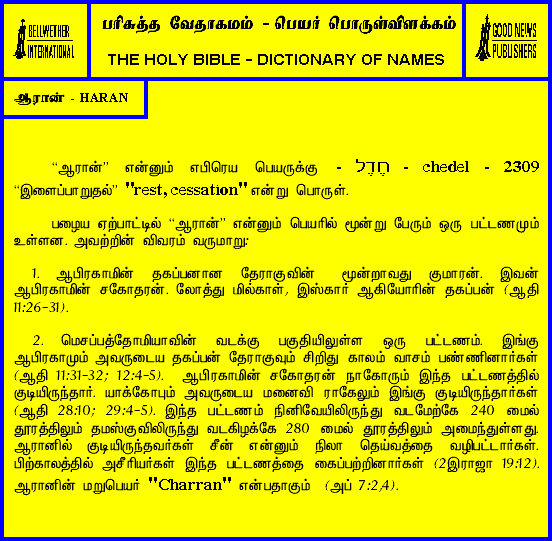 BELLWETHER
INTERNATIONAL
பரிசுத்த வேதாகமம் - பெயர் பொருள்விளக்கம்
THE HOLY BIBLE - DICTIONARY OF NAMES
GOOD NEWS
PUBLISHERS
ஆரான் - HARAN
“ஆரான்” என்னும் எபிரெய பெயருக்கு - חֶדֶל - chedel - 2309
“இளைப்பாறுதல்” "rest, cessation" என்று பொருள்.
பழைய ஏற்பாட்டில் “ஆரான்” என்னும் பெயரில் மூன்று பேரும் ஒரு பட்டணமும்
உள்ளன. அவற்றின் விவரம் வருமாறு:
1. ஆபிரகாமின் தகப்பனான தேராகுவின் மூன்றாவது குமாரன். இவன்
ஆபிரகாமின் சகோதரன். லோத்து மில்காள், இஸ்கார் ஆகியோரின் தகப்பன் (ஆதி
11:26-31).
2. மெசப்பத்தோமியாவின் வடக்கு பகுதியிலுள்ள ஒரு பட்டணம். இங்கு
ஆபிரகாமும் அவருடைய தகப்பன் தேராகுவும் சிறிது காலம் வாசம் பண்ணினார்கள்
(ஆதி 11:31-32; 12:4-5). ஆபிரகாமின் சகோதரன் நாகோரும் இந்த பட்டணத்தில்
குடியிருந்தார். யாக்கோபும் அவருடைய மனைவி ராகேலும் இங்கு குடியிருந்தார்கள்
(ஆதி 28:10; 29:4-5). இந்த பட்டணம் நினிவேயிலிருந்து வடமேற்கே 240 மைல்
தூரத்திலும் தமஸ்குவிலிருந்து வடகிழக்கே 280 மைல் தூரத்திலும் அமைந்துள்ளது.
ஆரானில் குடியிருந்தவர்கள் சீன் என்னும் நிலா தெய்வத்தை வழிபட்டார்கள்.
பிற்காலத்தில் அசீரியர்கள் இந்த பட்டணத்தை கைப்பற்றினார்கள் (2இராஜா 19:12).
ஆரானின் மறுபெயர் "Charran" என்பதாகும் (அப் 7:2,4).